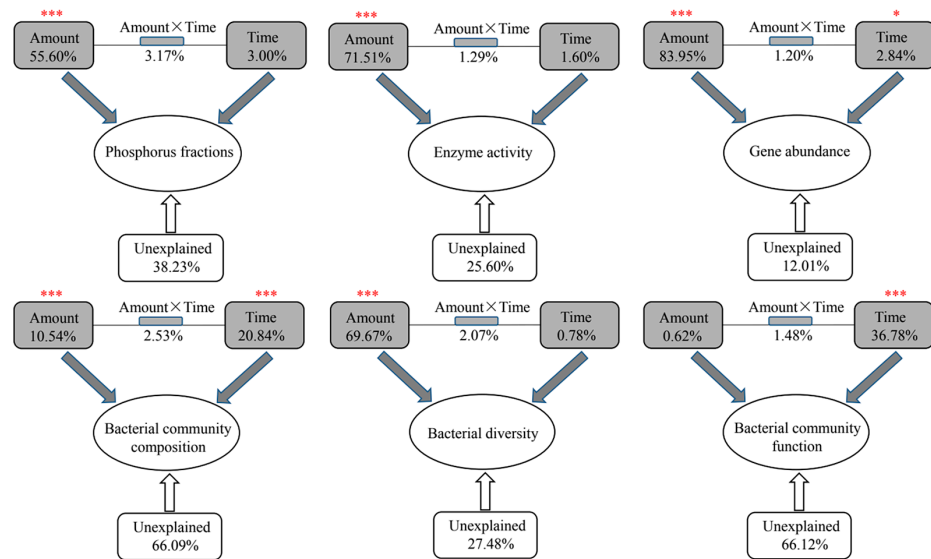 ***
Amount
55.60%
Amount×Time
3.17%
Time
3.00%
Phosphorus fractions
Unexplained
38.23%
***
Amount
71.51%
Amount×Time
1.29%
Time
1.60%
Enzyme activity
Unexplained
25.60%
***
Amount
83.95%
Amount×Time
1.20%
*
Time
2.84%
Gene abundance
Unexplained
12.01%
***
Amount
10.54%
Amount×Time
2.53%
***
Time
20.84%
Bacterial community
composition
Unexplained
66.09%
***
Amount
69.67%
Amount×Time
2.07%
Time
0.78%
Bacterial diversity
Unexplained
27.48%
Amount
0.62%
Amount×Time
1.48%
***
Time
36.78%
Bacterial community
function
Unexplained
66.12%